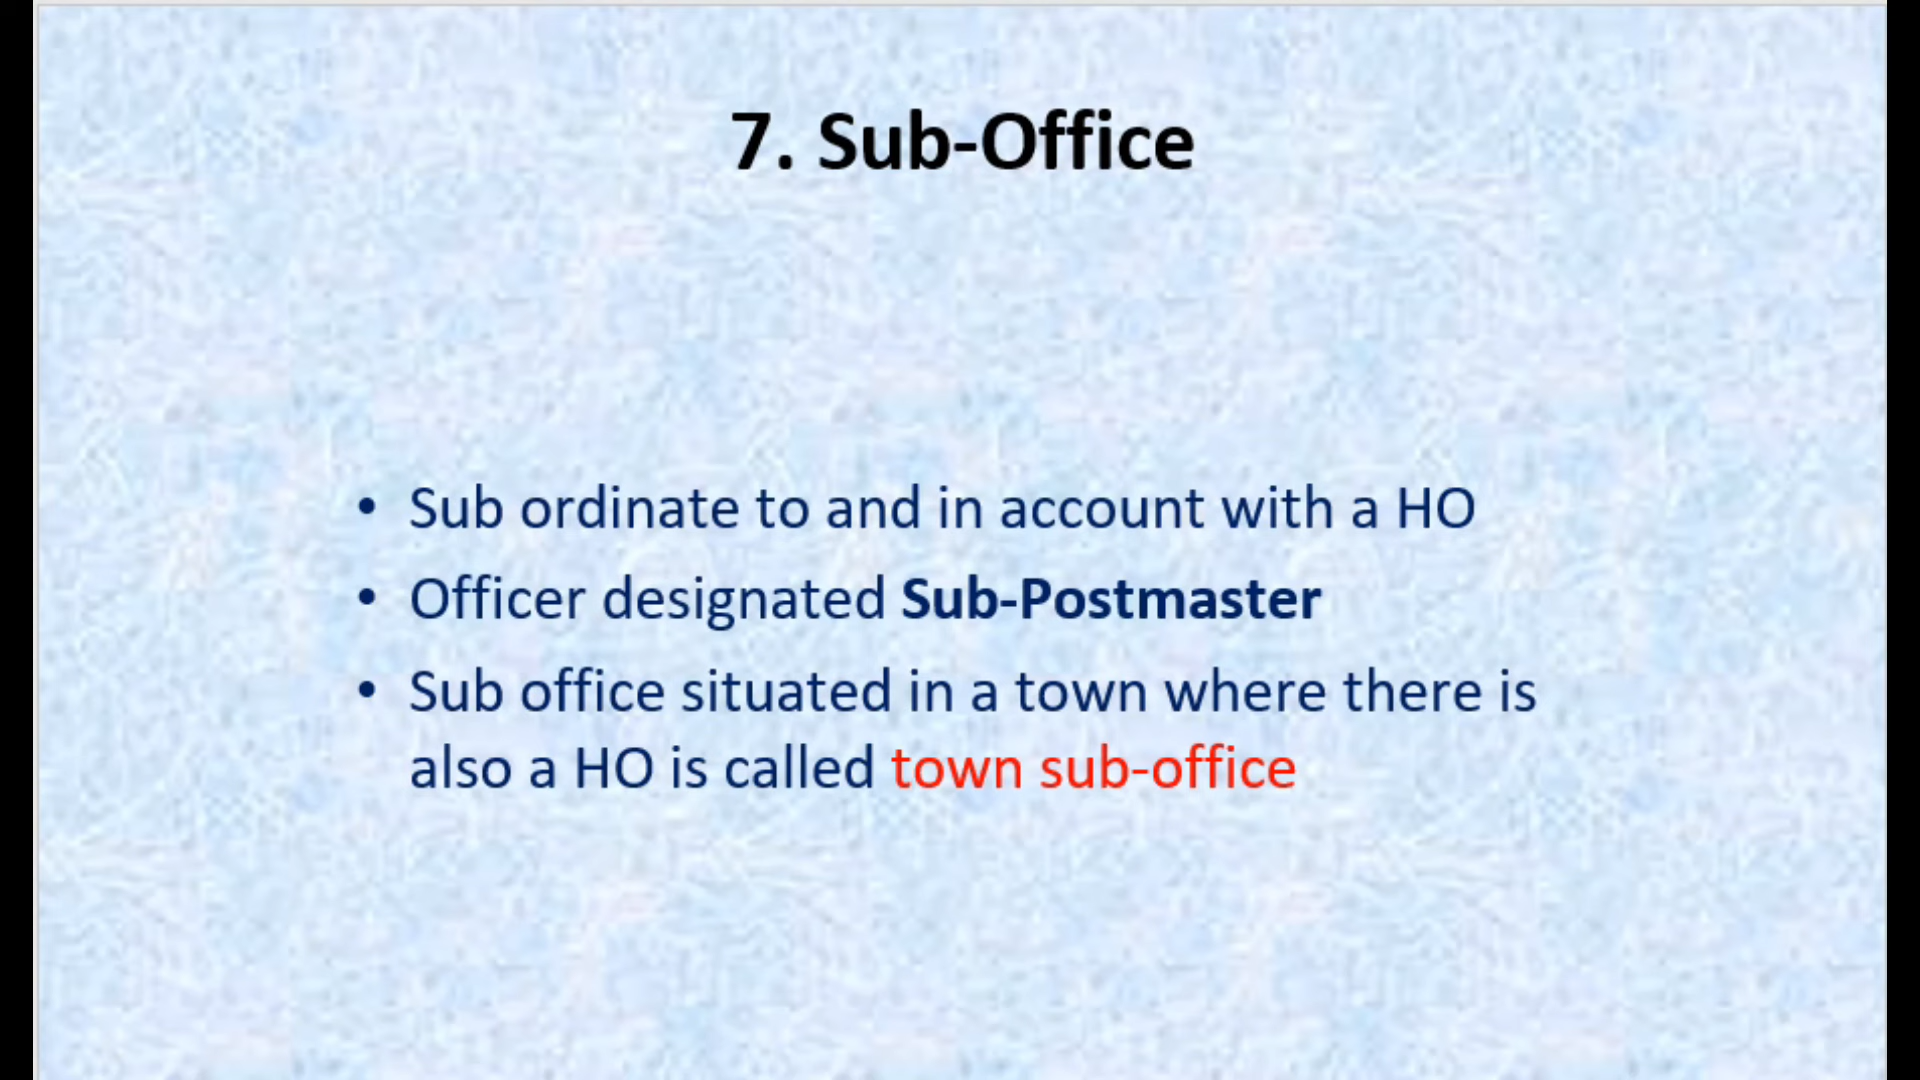 7. Sub-Office
• Sub ordinate to and in account with a HO
• Officer designated Sub-Postmaster
• Sub office situated in a town where there is
also a HO is called town sub-office